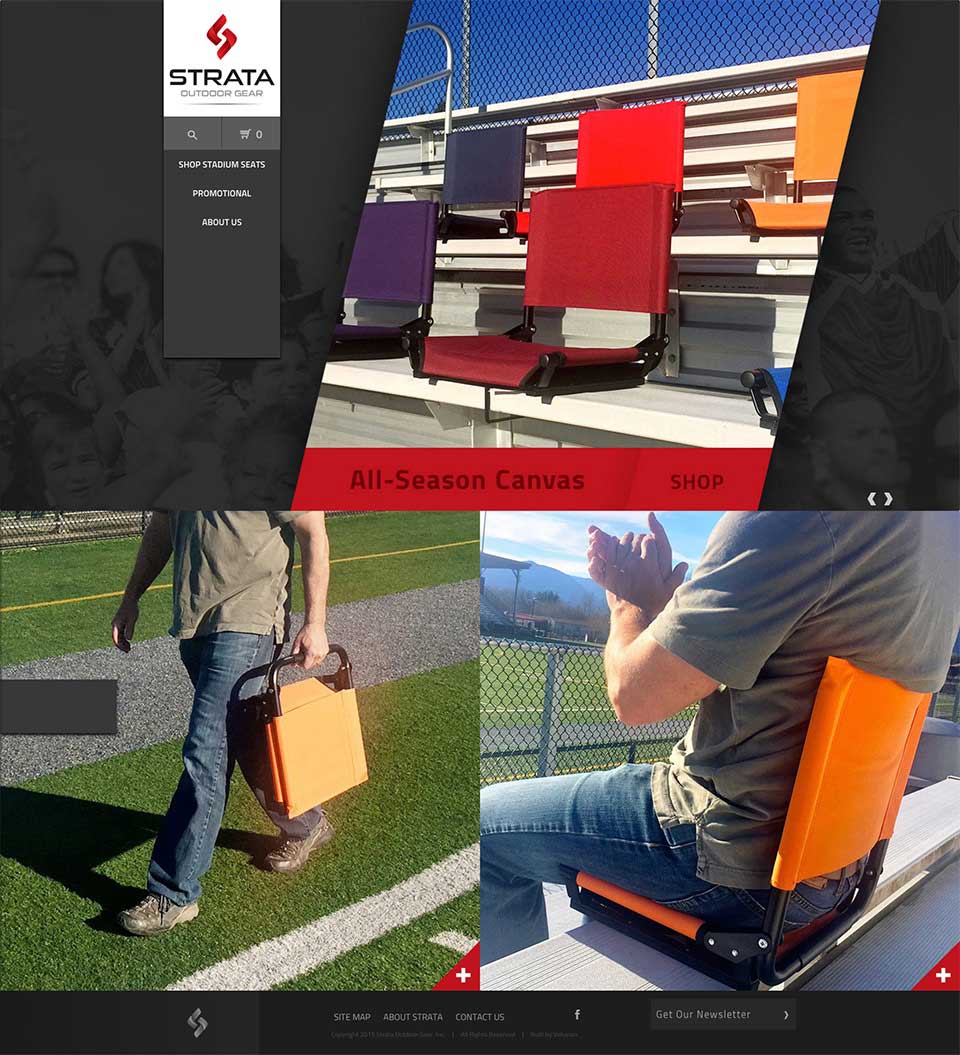 STRATA
OUTDOOR GEAR
0
SHOP STADIUM SEATS
PROMOTIONAL
ABOUT US
All-Season Canvas
SHOP
SITE MAP ABOUT STRATA CONTACT US
Get Our Newsletter
Copyright 2015 Strata Outdoor Gear, Inc. | All Rights Reserved | Built by